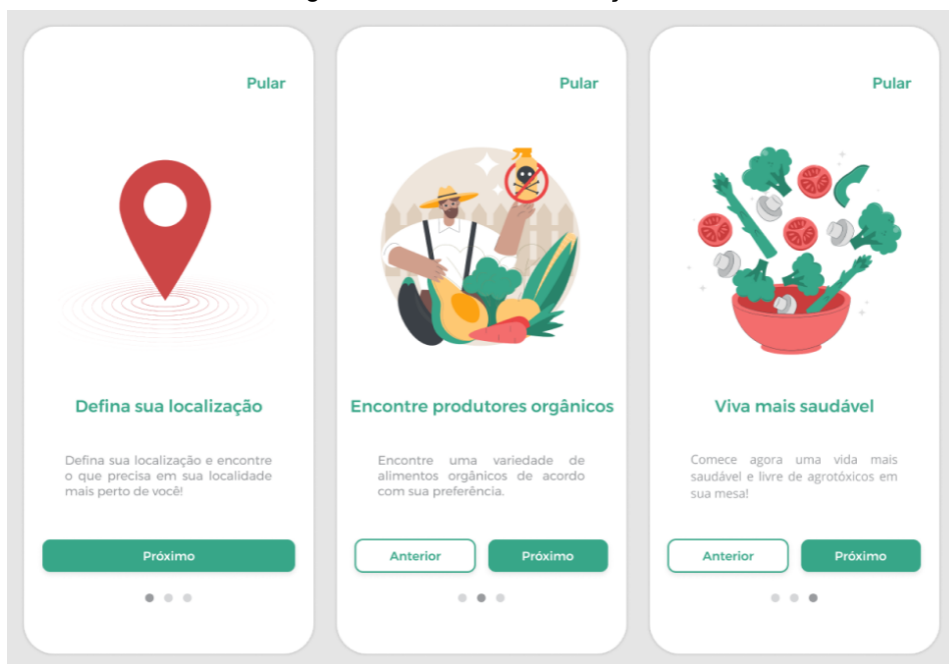 Pular
Defina sua localização
Defina sua localização e encontre
o que precisa em sua localidade
mais perto de você!
Próximo
Pular
Encontre produtores orgânicos
Encontre uma variedade de
alimentos orgânicos de acordo
com sua preferência.
Anterior
Próximo
Pular
Viva mais saudável
Comece agora uma vida mais
saudável e livre de agrotóxicos em
sua mesa!
Anterior
Próximo